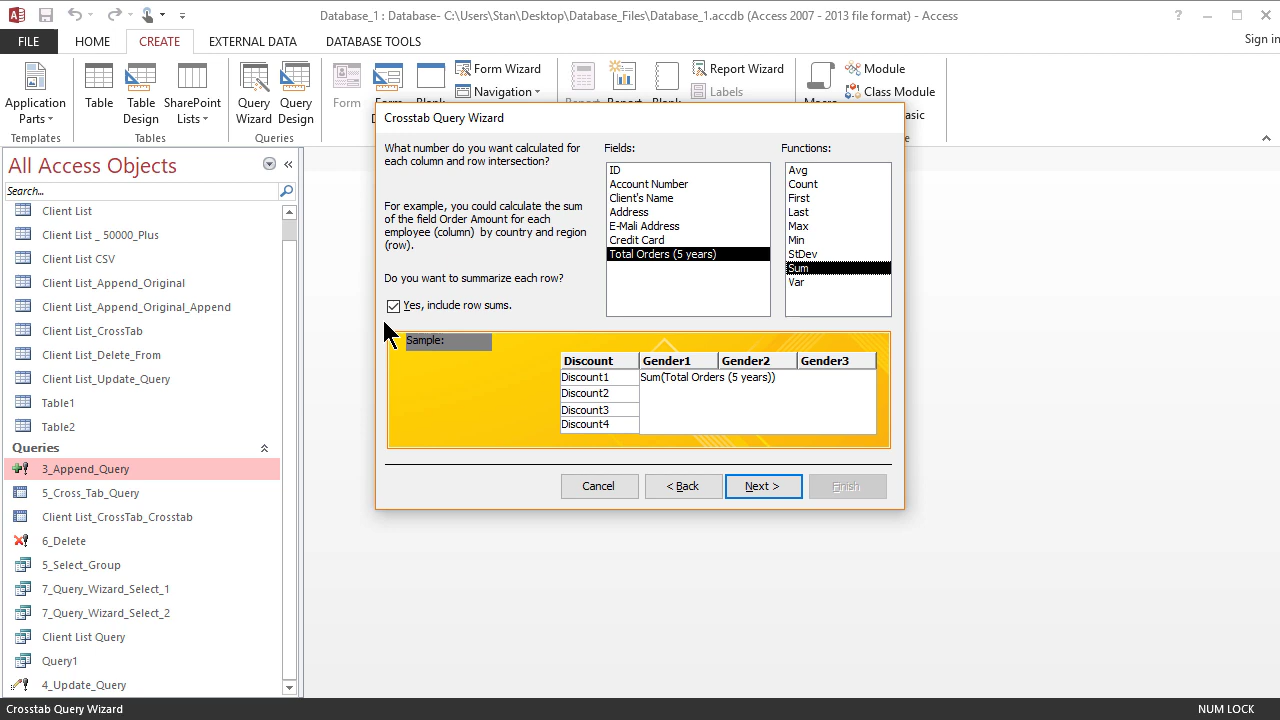 Database_1 : Database- C:\Users\Stan\Desktop\Database_Files\Database_1.accdb (Access 2007 - 2013 file format) - Access
?
FILE HOME CREATE EXTERNAL DATA DATABASE TOOLS
Sign in
Application Parts
Templates
Table
Table Design
SharePoint Lists
Tables
Query Wizard
Query Design
Queries
Form
Form
Blank
Form Wizard
Navigation
Report
Report
Blank
Report Wizard
Labels
Macro
Module
Class Module
All Access Objects
Search...
Client List
Client List _ 50000_Plus
Client List CSV
Client List_Append_Original
Client List_Append_Original_Append
Client List_CrossTab
Client List_Delete_From
Client List_Update_Query
Table1
Table2
Queries
3_Append_Query
5_Cross_Tab_Query
Client List_CrossTab_Crosstab
6_Delete
5_Select_Group
7_Query_Wizard_Select_1
7_Query_Wizard_Select_2
Client List Query
Query1
4_Update_Query
Crosstab Query Wizard
What number do you want calculated for
each column and row intersection?
For example, you could calculate the sum
of the field Order Amount for each
employee (column) by country and region
(row).
Do you want to summarize each row?
Yes, include row sums.
Fields:
ID
Account Number
Client's Name
Address
E-Mali Address
Credit Card
Total Orders (5 years)
Functions:
Avg
Count
First
Last
Max
Min
StDev
Sum
Var
Sample:
Discount Gender1 Gender2 Gender3
Discount1 Sum(Total Orders (5 years))
Discount2
Discount3
Discount4
Cancel < Back Next > Finish
Crosstab Query Wizard
NUM LOCK